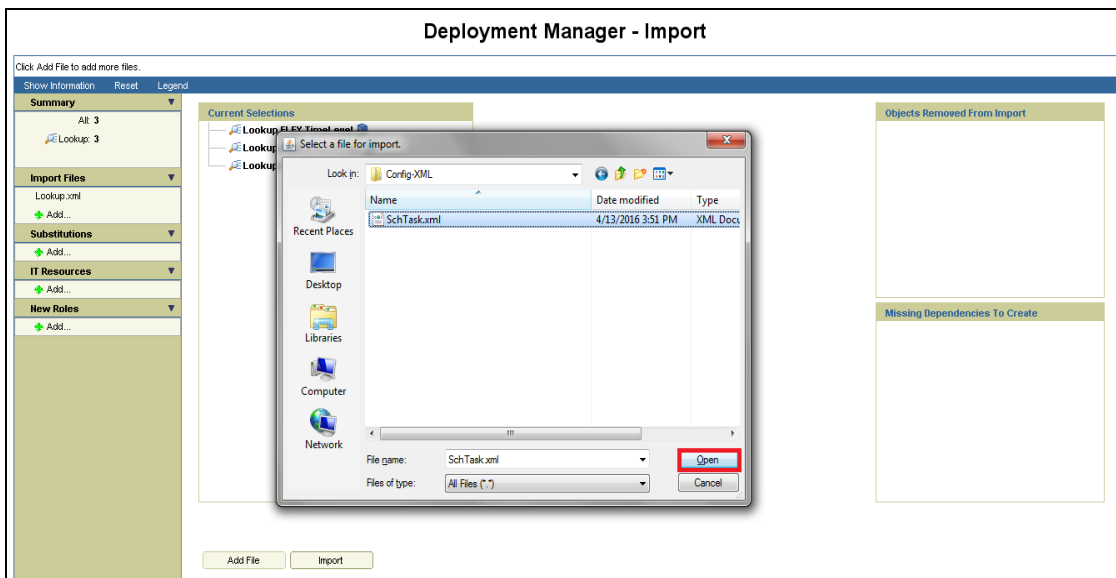 Deployment Manager - Import
Click Add File to add more files.
Show Information Reset Legend
Summary
All: 3
Lookup: 3
Import Files
Lookup.xml
Add...
Substitutions
Add...
IT Resources
Add...
New Roles
Add...
Current Selections
Lookup.FLEX.TimeLevel
Lookup
Lookup
Objects Removed From Import
Missing Dependencies To Create
Select a file for import.
Look in: Config-XML
Name Date modified Type
SchTask.xml 4/13/2016 3:51 PM XML Docu
Recent Places
Desktop
Libraries
Computer
Network
File name: SchTask.xml Open
Files of type: All Files (*.*) Cancel
Add File Import